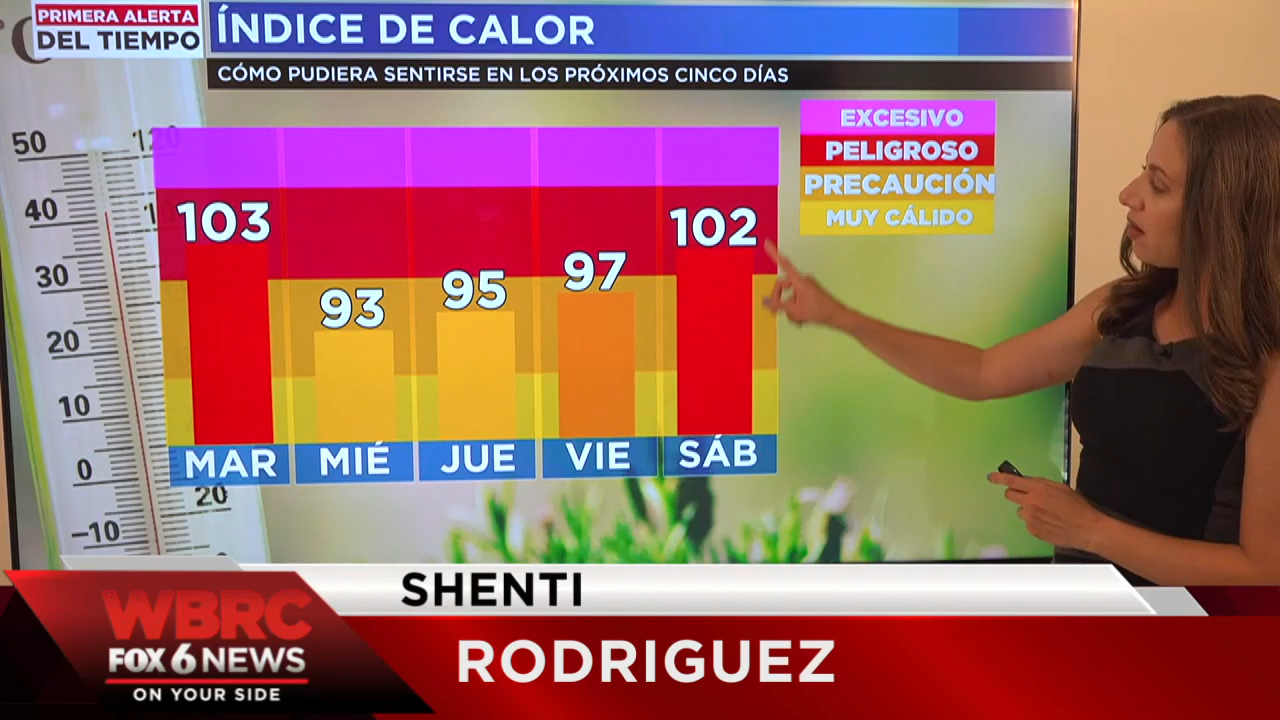 PRIMERA ALERTA
DEL TIEMPO
ÍNDICE DE CALOR
CÓMO PUDIERA SENTIRSE EN LOS PRÓXIMOS CINCO DÍAS
°C
50 120
40 1
30
20
10
0
20
-10
EXCESIVO
PELIGROSO
PRECAUCIÓN
MUY CÁLIDO
103 93 95 97 102
MAR MIÉ JUE VIE SÁB
WBRC
FOX 6 NEWS
ON YOUR SIDE
SHENTI
RODRIGUEZ